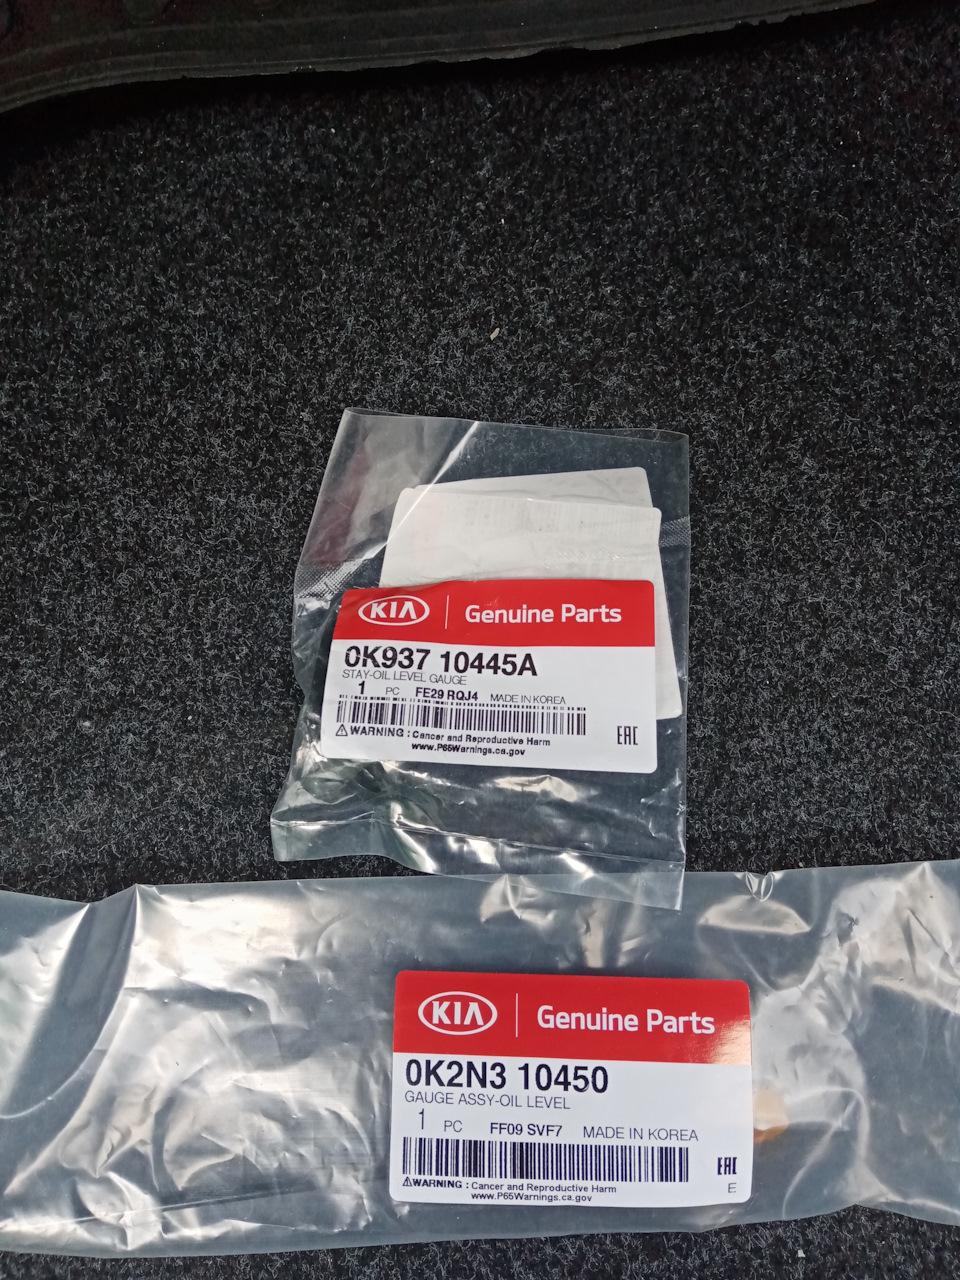 KIA Genuine Parts
0K937 10445A
STAY-OIL LEVEL GAUGE
1 PC FE29 RQJ4 MADE IN KOREA
WARNING : Cancer and Reproductive Harm
www.P65Warnings.ca.gov
EAC
KIA Genuine Parts
0K2N3 10450
GAUGE ASSY-OIL LEVEL
1 PC FF09 SVF7 MADE IN KOREA
WARNING : Cancer and Reproductive Harm
www.P65Warnings.ca.gov
EAC
E